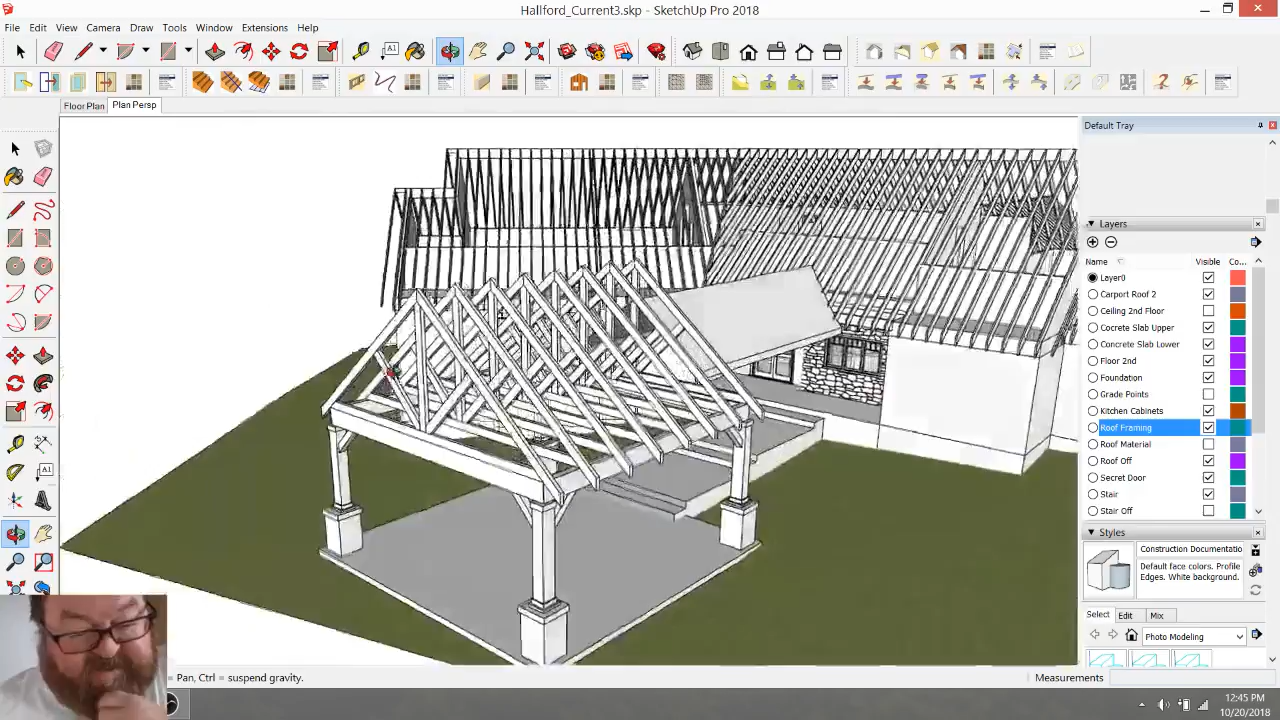 Hallford_Current3.skp - SketchUp Pro 2018
File Edit View Camera Draw Tools Window Extensions Help
Floor Plan Plan Persp
Default Tray
Layers
Name Visible Co...
Layer0
Carport Roof 2
Ceiling 2nd Floor
Cocrete Slab Upper
Concrete Slab Lower
Floor 2nd
Foundation
Grade Points
Kitchen Cabinets
Roof Framing
Roof Material
Roof Off
Secret Door
Stair
Stair Off
Styles
Construction Documentatio
Default face colors. Profile
Edges. White background.
Select Edit Mix
Photo Modeling
= Pan, Ctrl = suspend gravity.
Measurements
12:45 PM
10/20/2018